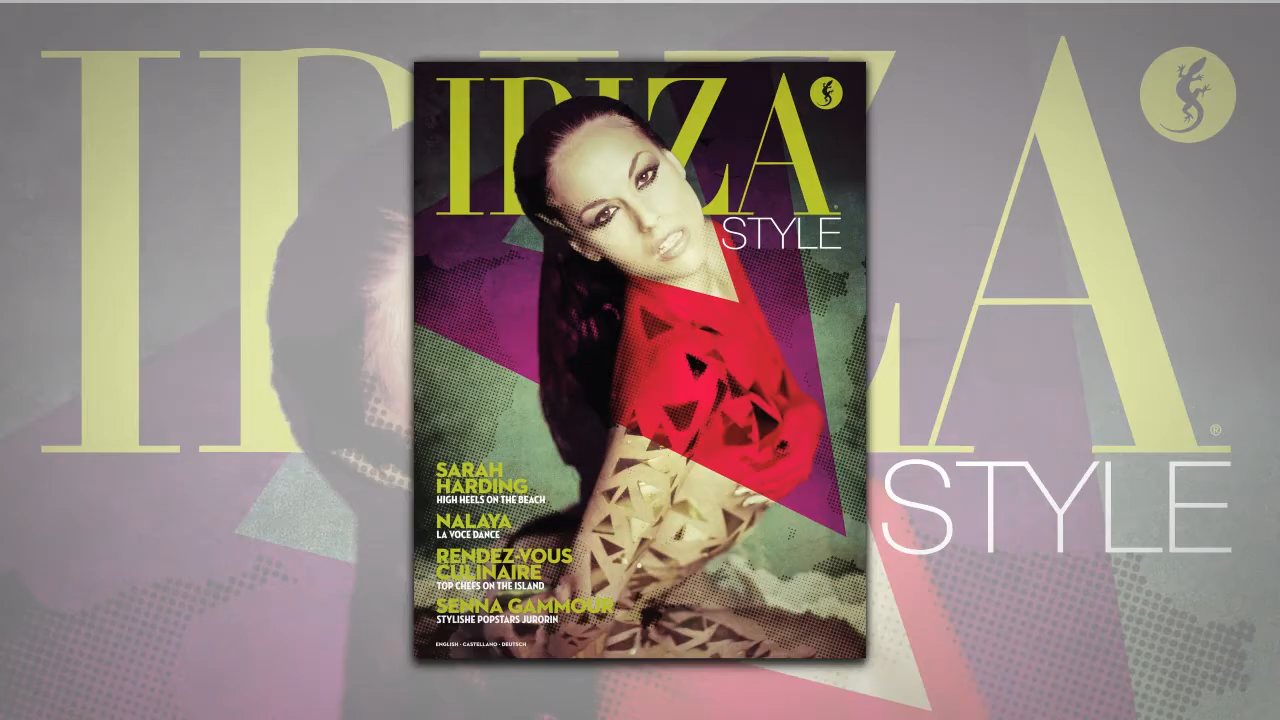 IBIZA
STYLE
SARAH
HARDING
HIGH HEELS ON THE BEACH
NALAYA
LA VOCE DANCE
RENDEZ-VOUS
CULINAIRE
TOP CHEFS ON THE ISLAND
SENNA GAMMOUR
STYLISHE POPSTARS JURORIN
ENGLISH · CASTELLANO · DEUTSCH
IBIZA®
STYLE